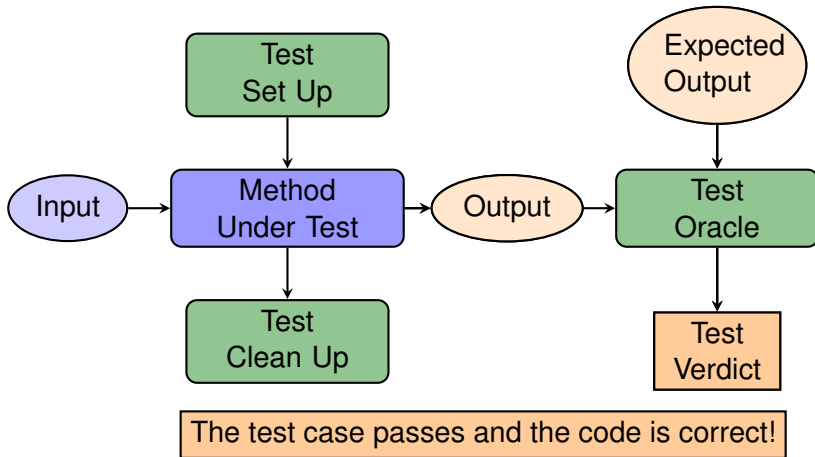 Test
Set Up
Expected
Output
Input
Method
Under Test
Output
Test
Oracle
Test
Clean Up
Test
Verdict
The test case passes and the code is correct!